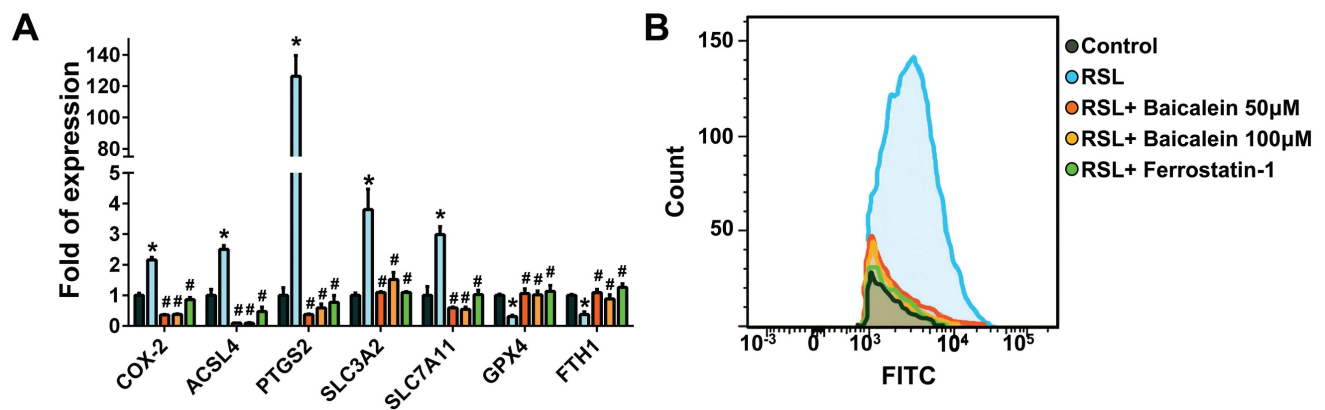 A
Fold of expression
140
120
100
80
5
4
3
2
1
0
* # # #
* # # #
* # # #
* # # #
* # # #
* # # #
* # # #
COX-2
ACSL4
PTGS2
SLC3A2
SLC7A11
GPX4
FTH1
B
Count
150
100
50
-10⁻³ 0 10³ 10⁴ 10⁵
FITC
Control
RSL
RSL+ Baicalein 50µM
RSL+ Baicalein 100µM
RSL+ Ferrostatin-1